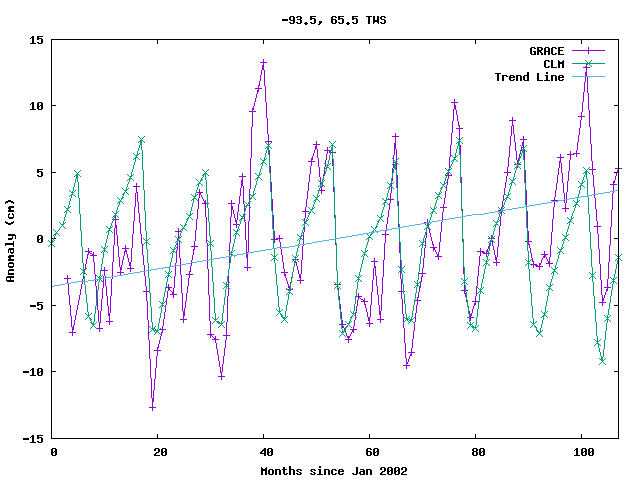 -93.5, 65.5 TWS
GRACE
CLM
Trend Line
15
10
5
0
-5
-10
-15
Anomaly (cm)
0 20 40 60 80 100
Months since Jan 2002